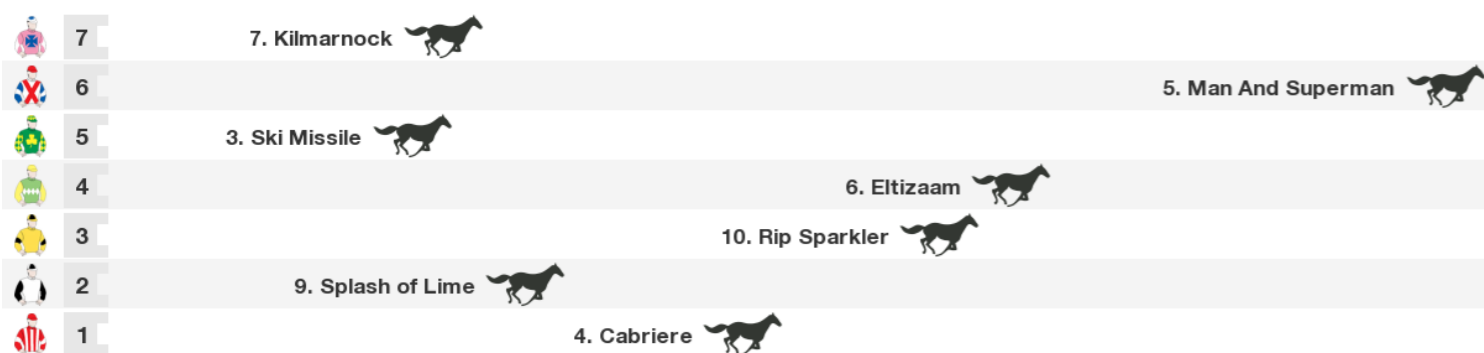 7 7. Kilmarnock
6 5. Man And Superman
5 3. Ski Missile
4 6. Eltizaam
3 10. Rip Sparkler
2 9. Splash of Lime
1 4. Cabriere